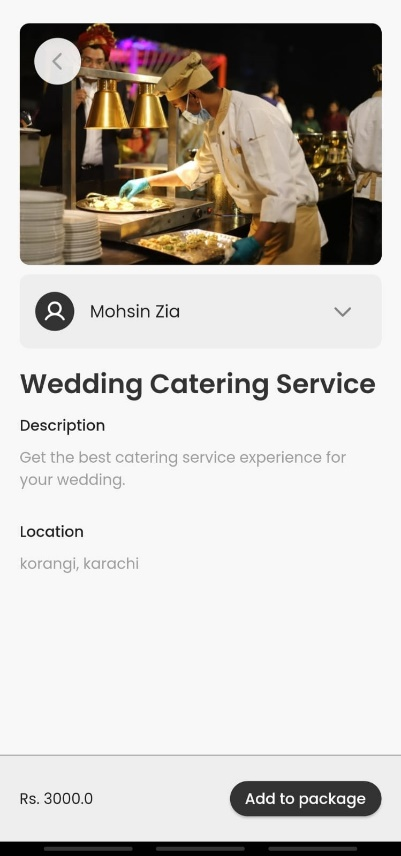 Mohsin Zia
Wedding Catering Service
Description
Get the best catering service experience for
your wedding.
Location
korangi, karachi
Rs. 3000.0
Add to package